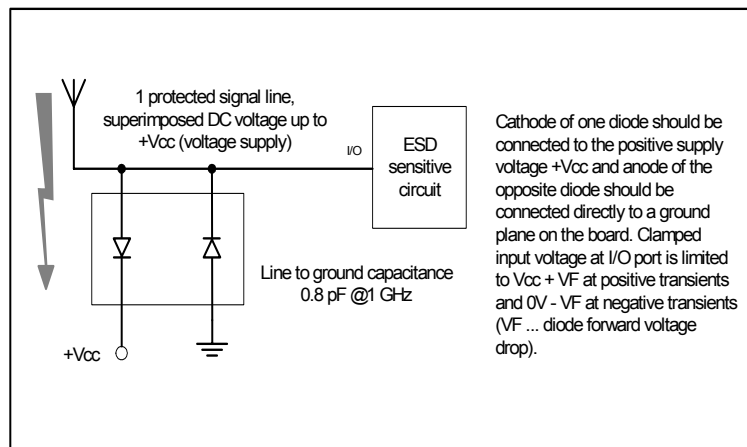 1 protected signal line,
superimposed DC voltage up to
+Vcc (voltage supply)
I/O
ESD
sensitive
circuit
Line to ground capacitance
0.8 pF @1 GHz
+Vcc
Cathode of one diode should be
connected to the positive supply
voltage +Vcc and anode of the
opposite diode should be
connected directly to a ground
plane on the board. Clamped
input voltage at I/O port is limited
to Vcc + VF at positive transients
and 0V - VF at negative transients
(VF ... diode forward voltage
drop).